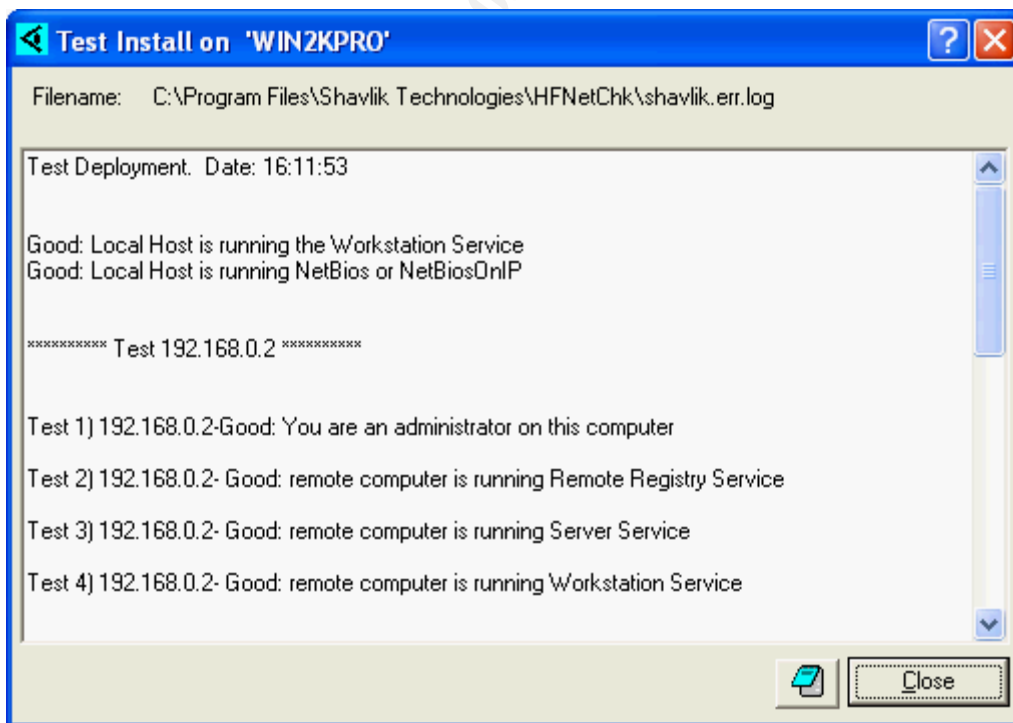 Test Install on 'WIN2KPRO'
Filename: C:\Program Files\Shavlik Technologies\HFNetChk\shavlik.err.log
Test Deployment. Date: 16:11:53
Good: Local Host is running the Workstation Service
Good: Local Host is running NetBios or NetBiosOnIP
********** Test 192.168.0.2 **********
Test 1) 192.168.0.2-Good: You are an administrator on this computer
Test 2) 192.168.0.2- Good: remote computer is running Remote Registry Service
Test 3) 192.168.0.2- Good: remote computer is running Server Service
Test 4) 192.168.0.2- Good: remote computer is running Workstation Service
Close